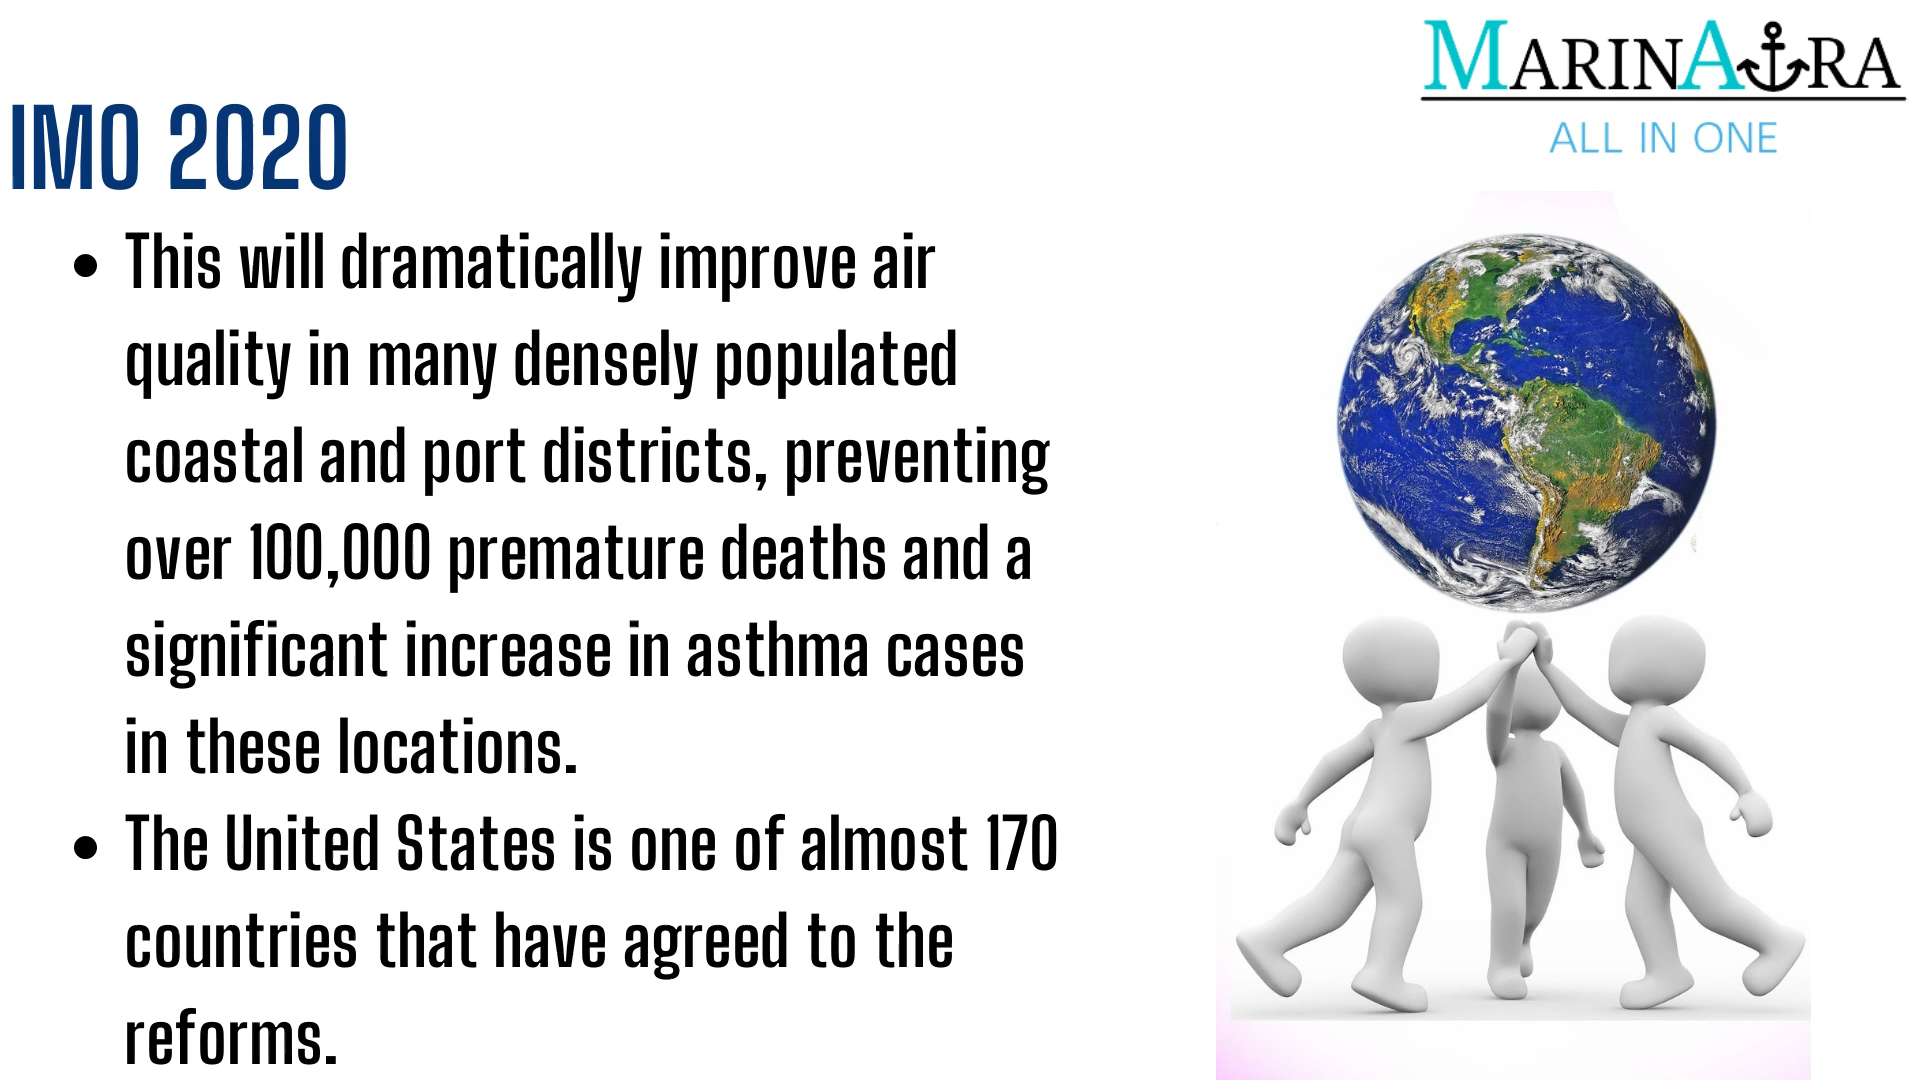 MARINAURA
ALL IN ONE
IMO 2020
• This will dramatically improve air
quality in many densely populated
coastal and port districts, preventing
over 100,000 premature deaths and a
significant increase in asthma cases
in these locations.
• The United States is one of almost 170
countries that have agreed to the
reforms.